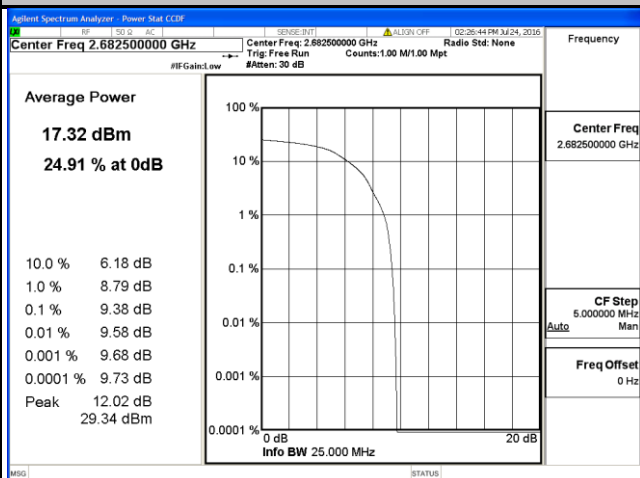 Agilent Spectrum Analyzer - Power Stat CCDF
RF 50 Ω AC SENSE:INT ALIGN OFF 02:26:44 PM Jul 24, 2016
Center Freq 2.682500000 GHz
Center Freq: 2.682500000 GHz Radio Std: None
Trig: Free Run Counts:1.00 M/1.00 Mpt
#IFGain:Low #Atten: 30 dB
Frequency
Average Power
17.32 dBm
24.91 % at 0dB
10.0 % 6.18 dB
1.0 % 8.79 dB
0.1 % 9.38 dB
0.01 % 9.58 dB
0.001 % 9.68 dB
0.0001 % 9.73 dB
Peak 12.02 dB
29.34 dBm
100 %
10 %
1 %
0.1 %
0.01 %
0.001 %
0.0001 %
0 dB 20 dB
Info BW 25.000 MHz
Center Freq
2.682500000 GHz
CF Step
5.000000 MHz
Auto Man
Freq Offset
0 Hz
MSG STATUS